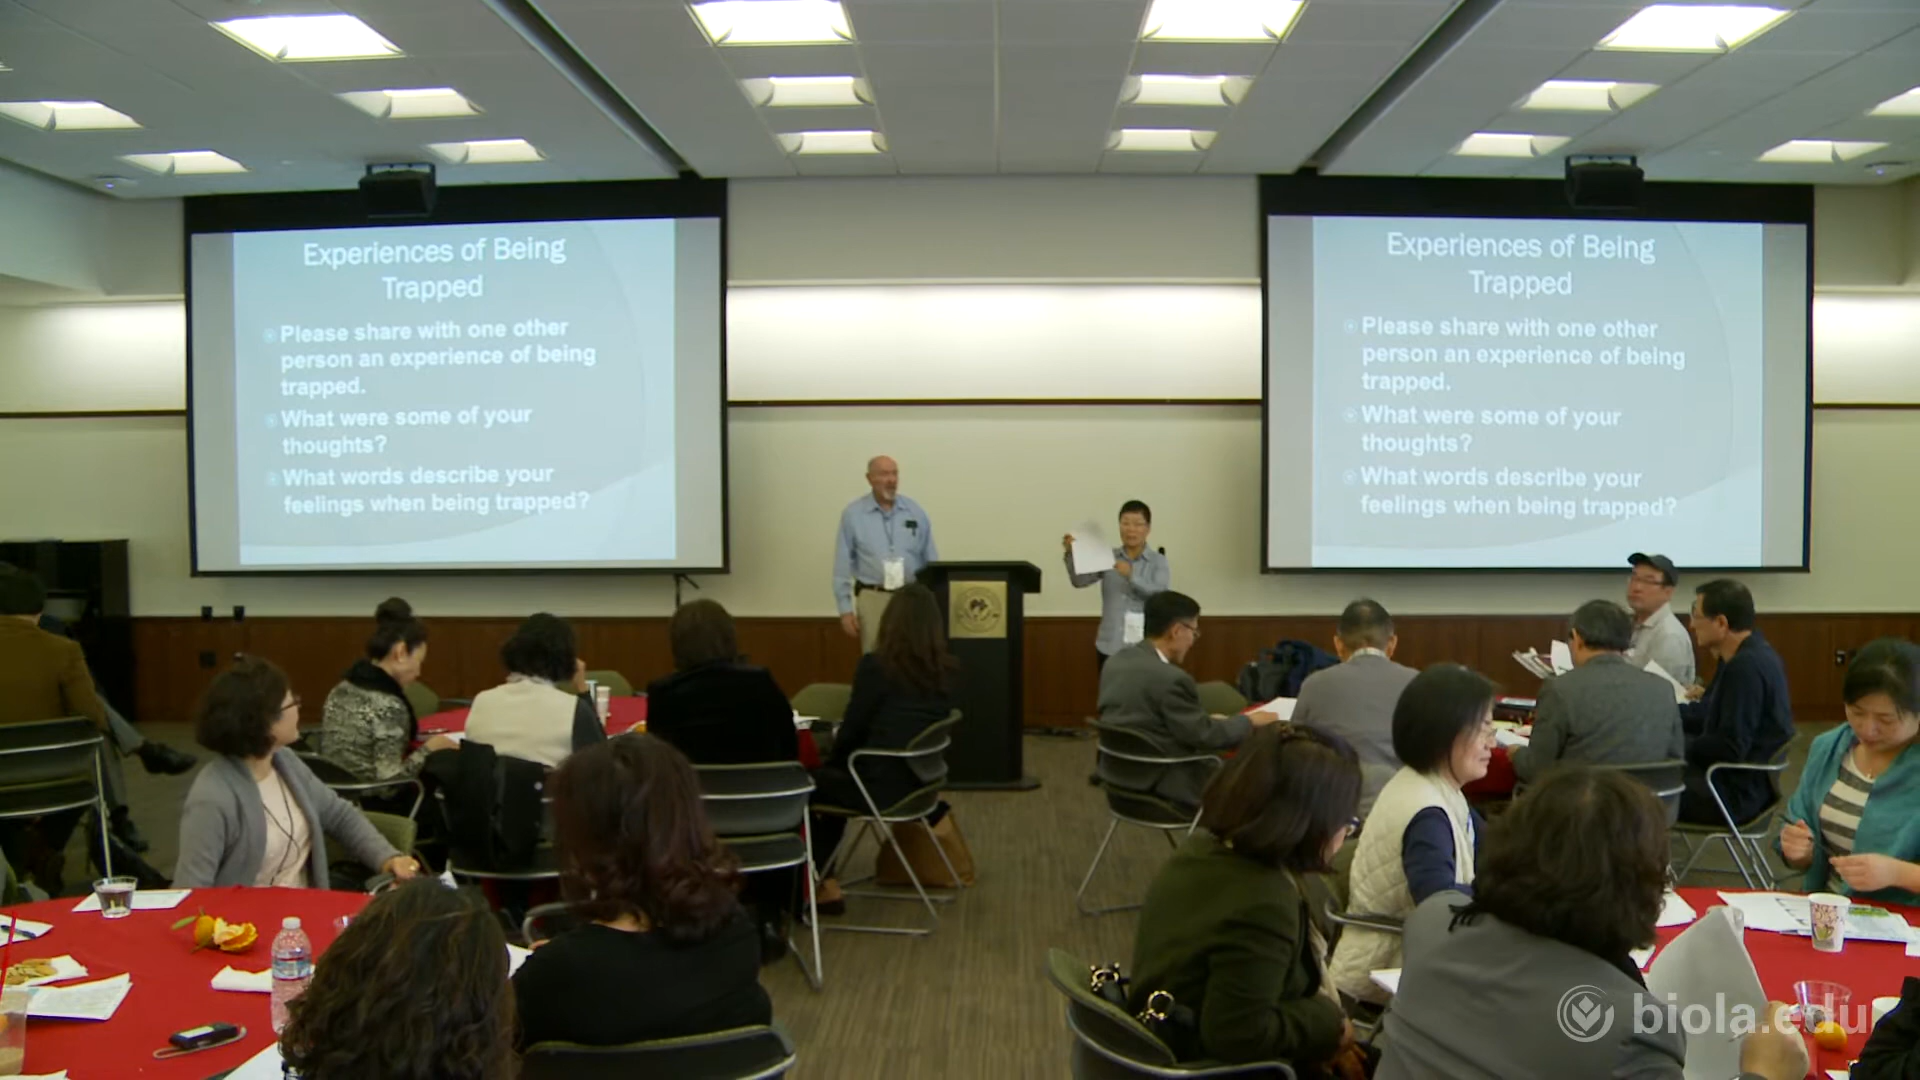 Experiences of Being
Trapped
Please share with one other
person an experience of being
trapped.
What were some of your
thoughts?
What words describe your
feelings when being trapped?
Experiences of Being
Trapped
Please share with one other
person an experience of being
trapped.
What were some of your
thoughts?
What words describe your
feelings when being trapped?
biola.edu